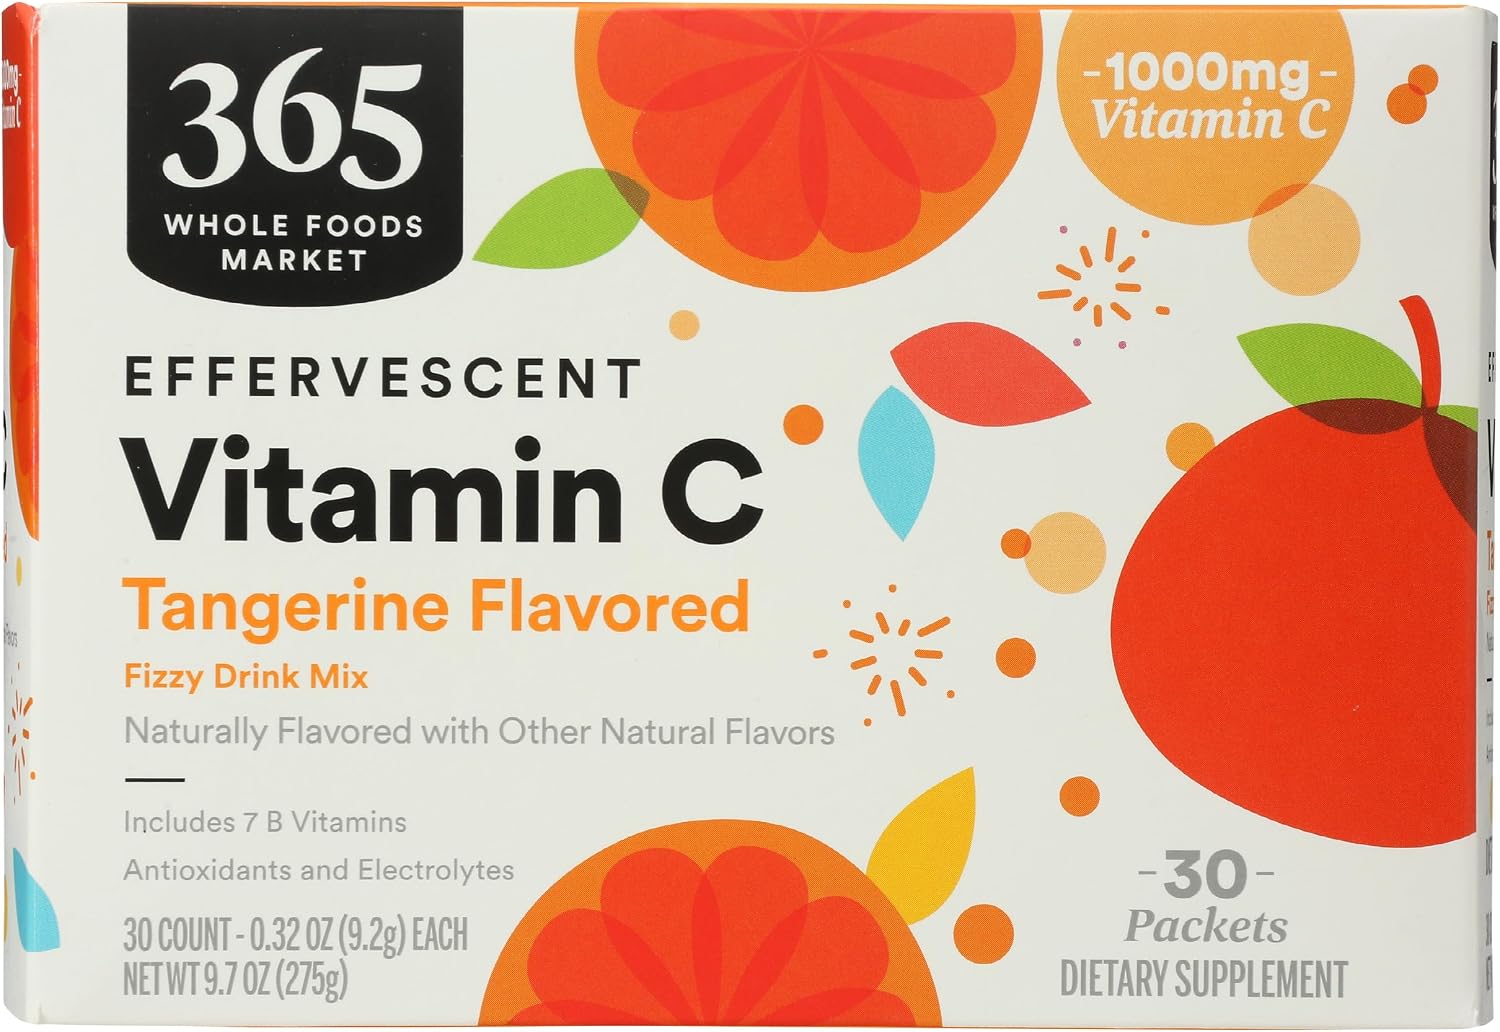 365
WHOLE FOODS
MARKET
-1000mg-
Vitamin C
EFFERVESCENT
Vitamin C
Tangerine Flavored
Fizzy Drink Mix
Naturally Flavored with Other Natural Flavors
Includes 7 B Vitamins
Antioxidants and Electrolytes
30 COUNT - 0.32 OZ (9.2g) EACH
NET WT 9.7 OZ (275g)
-30-
Packets
DIETARY SUPPLEMENT